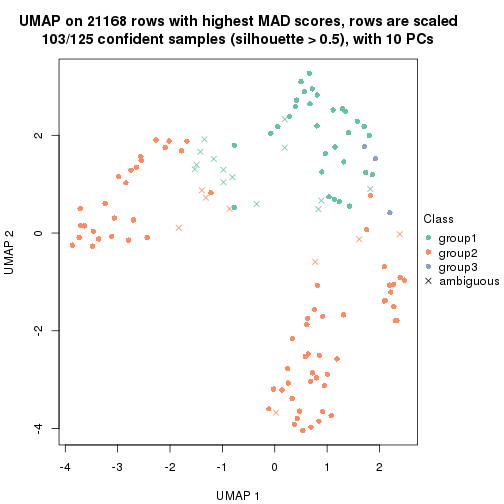 UMAP on 21168 rows with highest MAD scores, rows are scaled
103/125 confident samples (silhouette > 0.5), with 10 PCs
2
0
-2
-4
UMAP 2
-4 -3 -2 -1 0 1 2
UMAP 1
Class
group1
group2
group3
ambiguous